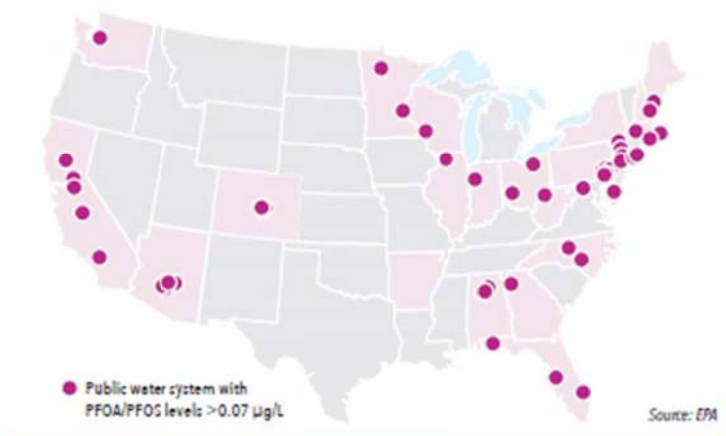 Public water system with
PFOA/PFOS levels >0.07 µg/L
Source: EPA